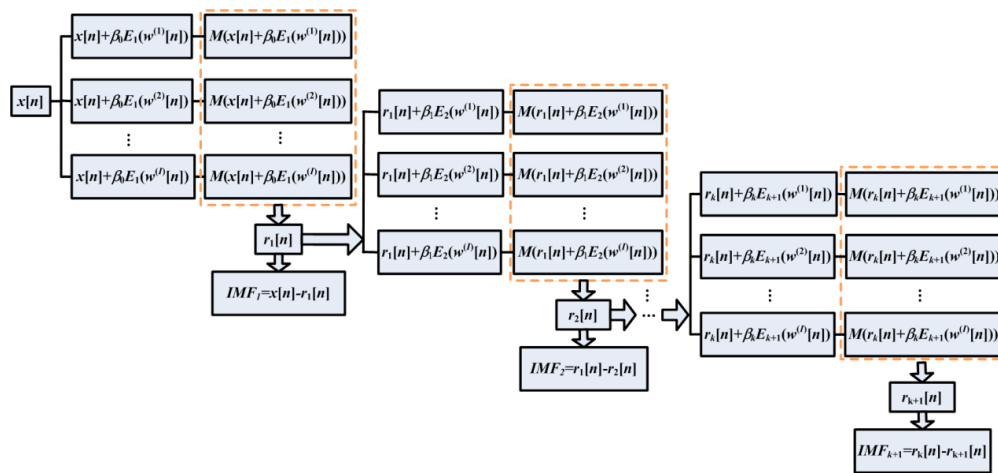 x[n]
x[n]+β₀E₁(w⁽¹⁾[n])
M(x[n]+β₀E₁(w⁽¹⁾[n]))
x[n]+β₀E₁(w⁽²⁾[n])
M(x[n]+β₀E₁(w⁽²⁾[n]))
⋮
⋮
x[n]+β₀E₁(w⁽ᴵ⁾[n])
M(x[n]+β₀E₁(w⁽ᴵ⁾[n]))
r₁[n]
IMF₁=x[n]-r₁[n]
r₁[n]+β₁E₂(w⁽¹⁾[n])
M(r₁[n]+β₁E₂(w⁽¹⁾[n]))
r₁[n]+β₁E₂(w⁽²⁾[n])
M(r₁[n]+β₁E₂(w⁽²⁾[n]))
⋮
⋮
r₁[n]+β₁E₂(w⁽ᴵ⁾[n])
M(r₁[n]+β₁E₂(w⁽ᴵ⁾[n]))
r₂[n]
⋮
...
IMF₂=r₁[n]-r₂[n]
rₖ[n]+βₖEₖ₊₁(w⁽¹⁾[n])
M(rₖ[n]+βₖEₖ₊₁(w⁽¹⁾[n]))
rₖ[n]+βₖEₖ₊₁(w⁽²⁾[n])
M(rₖ[n]+βₖEₖ₊₁(w⁽²⁾[n]))
⋮
⋮
rₖ[n]+βₖEₖ₊₁(w⁽ᴵ⁾[n])
M(rₖ[n]+βₖEₖ₊₁(w⁽ᴵ⁾[n]))
rₖ₊₁[n]
IMFₖ₊₁=rₖ[n]-rₖ₊₁[n]